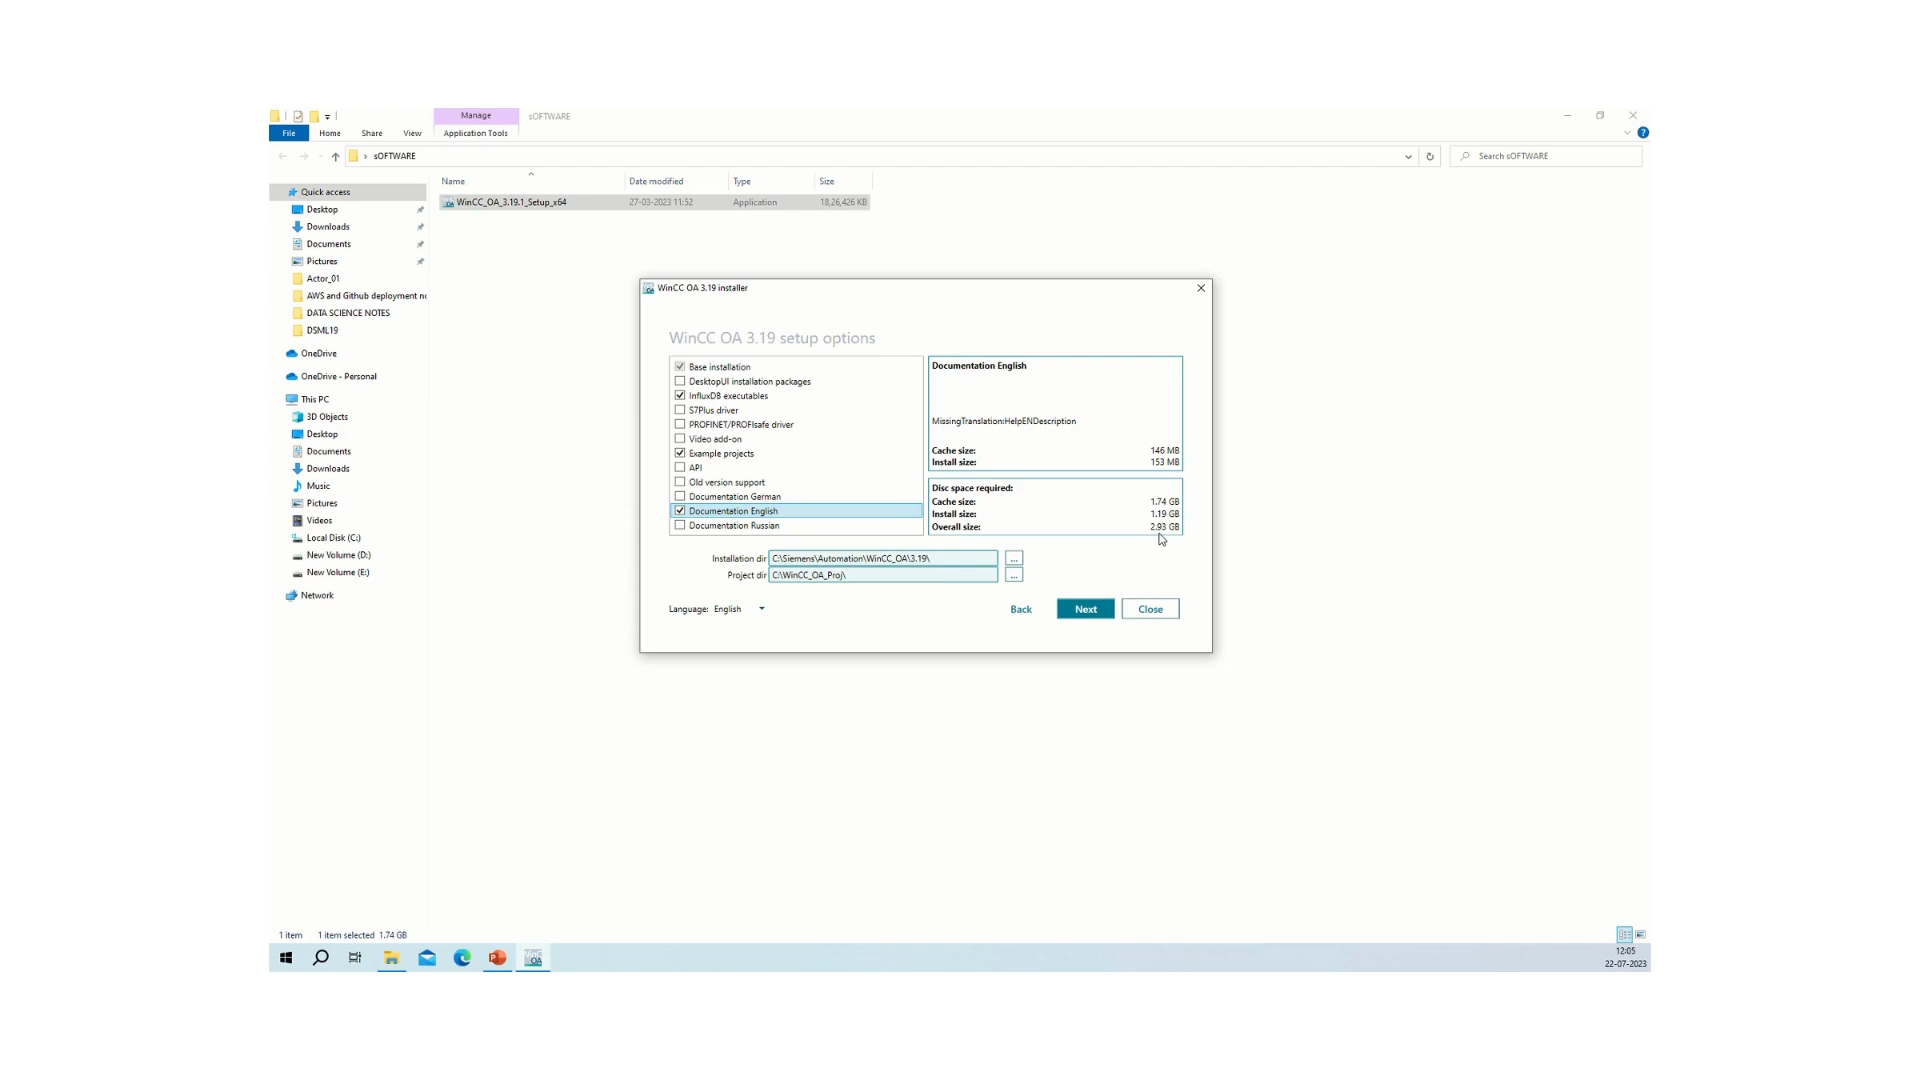 Manage
sOFTWARE
File
Home
Share
View
Application Tools
sOFTWARE
Search sOFTWARE
Name
Date modified
Type
Size
WinCC_OA_3.19.1_Setup_x64
27-03-2023 11:52
Application
18,26,426 KB
Quick access
Desktop
Downloads
Documents
Pictures
Actor_01
AWS and Github deployment no
DATA SCIENCE NOTES
DSML19
OneDrive
OneDrive - Personal
This PC
3D Objects
Desktop
Documents
Downloads
Music
Pictures
Videos
Local Disk (C:)
New Volume (D:)
New Volume (E:)
Network
WinCC OA 3.19 installer
WinCC OA 3.19 setup options
Base installation
DesktopUI installation packages
InfluxDB executables
S7Plus driver
PROFINET/PROFIsafe driver
Video add-on
Example projects
API
Old version support
Documentation German
Documentation English
Documentation Russian
Documentation English
MissingTranslation:HelpENDescription
Cache size: 146 MB
Install size: 153 MB
Disc space required:
Cache size: 1.74 GB
Install size: 1.19 GB
Overall size: 2.93 GB
Installation dir C:\Siemens\Automation\WinCC_OA\3.19\ ...
Project dir C:\WinCC_OA_Proj\ ...
Language: English
Back
Next
Close
1 item
1 item selected 1.74 GB
12:05
22-07-2023